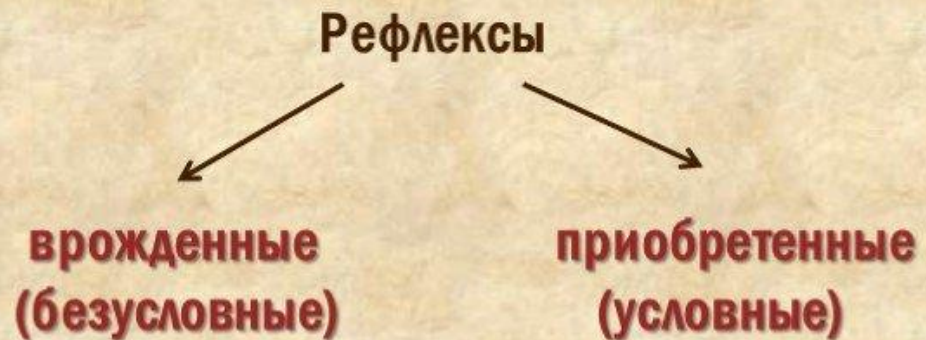 Рефлексы
врожденные
(безусловные)
приобретенные
(условные)